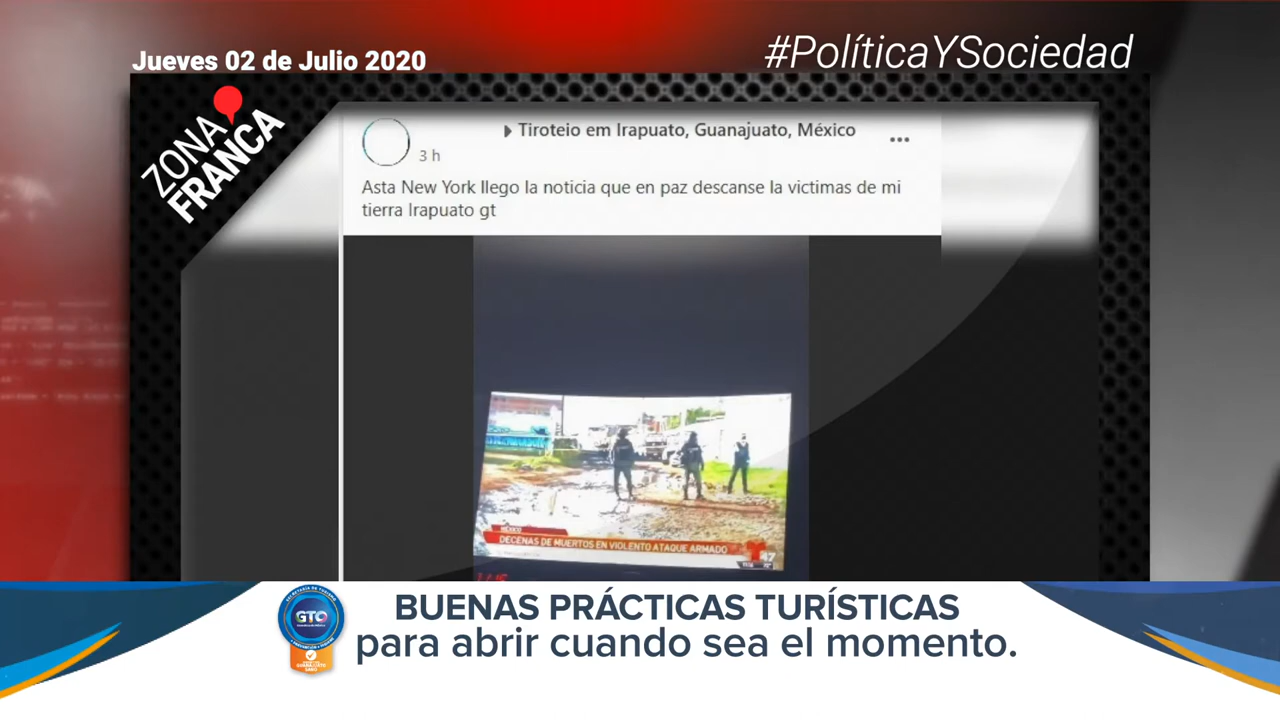 Jueves 02 de Julio 2020
#PolíticaYSociedad
ZONA
FRANCA
Tiroteio em Irapuato, Guanajuato, México
3 h
Asta New York llego la noticia que en paz descanse la victimas de mi
tierra Irapuato gt
MÉXICO
DECENAS DE MUERTOS EN VIOLENTO ATAQUE ARMADO
47
GTO
BUENAS PRÁCTICAS TURÍSTICAS
para abrir cuando sea el momento.